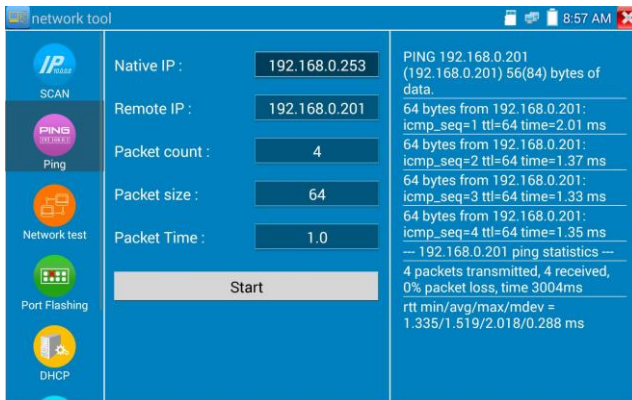 network tool
8:57 AM
IP
SCAN
PING
Ping
Network test
Port Flashing
DHCP
Native IP :
192.168.0.253
Remote IP :
192.168.0.201
Packet count :
4
Packet size :
64
Packet Time :
1.0
Start
PING 192.168.0.201
(192.168.0.201) 56(84) bytes of
data.
64 bytes from 192.168.0.201:
icmp_seq=1 ttl=64 time=2.01 ms
64 bytes from 192.168.0.201:
icmp_seq=2 ttl=64 time=1.37 ms
64 bytes from 192.168.0.201:
icmp_seq=3 ttl=64 time=1.33 ms
64 bytes from 192.168.0.201:
icmp_seq=4 ttl=64 time=1.35 ms
--- 192.168.0.201 ping statistics ---
4 packets transmitted, 4 received,
0% packet loss, time 3004ms
rtt min/avg/max/mdev =
1.335/1.519/2.018/0.288 ms